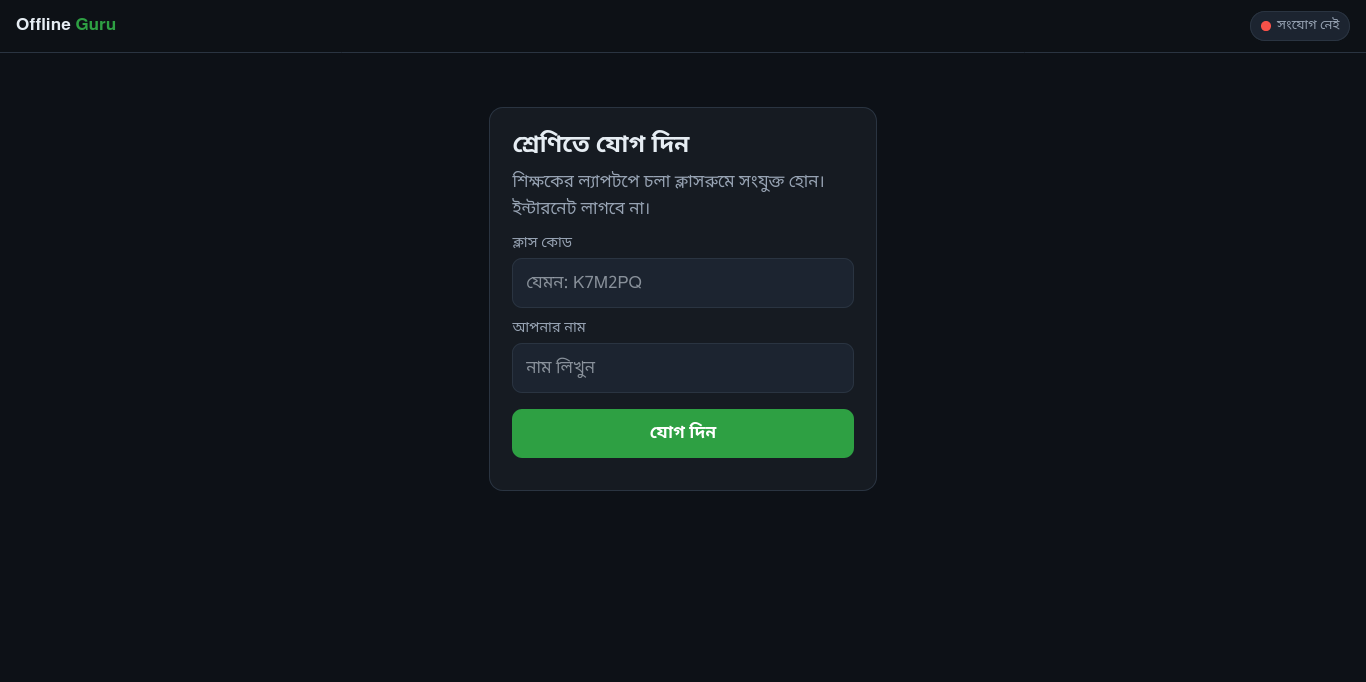 Offline Guru
সংযোগ নেই
শ্রেণিতে যোগ দিন
শিক্ষকের ল্যাপটপে চলা ক্লাসরুমে সংযুক্ত হোন।
ইন্টারনেট লাগবে না।
ক্লাস কোড
যেমন: K7M2PQ
আপনার নাম
নাম লিখুন
যোগ দিন